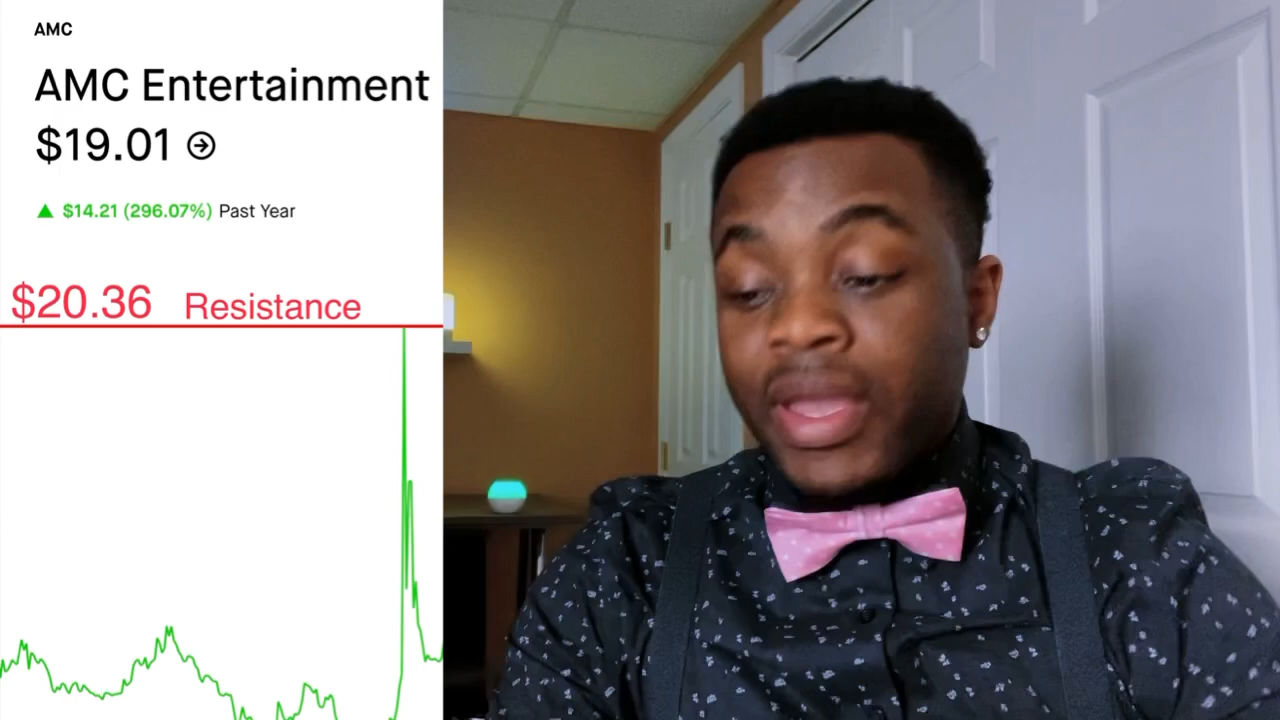 AMC
AMC Entertainment
$19.01
▲ $14.21 (296.07%) Past Year
$20.36 Resistance